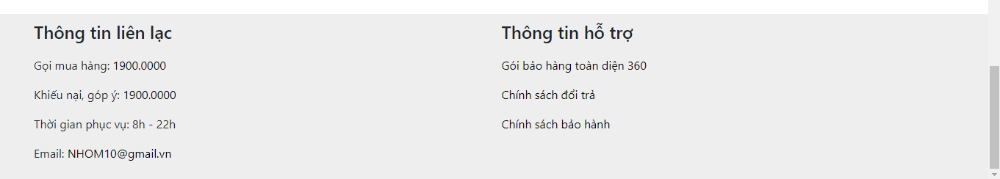 Thông tin liên lạc
Gọi mua hàng: 1900.0000
Khiếu nại, góp ý: 1900.0000
Thời gian phục vụ: 8h - 22h
Email: NHOM10@gmail.vn
Thông tin hỗ trợ
Gói bảo hàng toàn diện 360
Chính sách đổi trả
Chính sách bảo hành